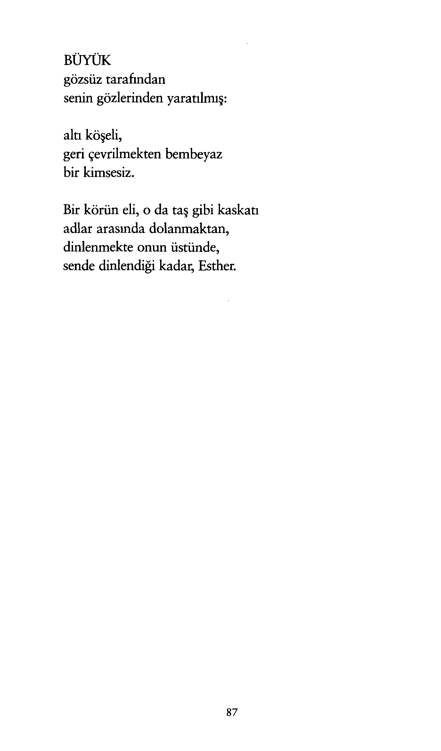 BÜYÜK
gözsüz tarafından
senin gözlerinden yaratılmış:
altı köşeli,
geri çevrilmekten bembeyaz
bir kimsesiz.
Bir körün eli, o da taş gibi kaskatı
adlar arasında dolanmaktan,
dinlenmekte onun üstünde,
sende dinlendiği kadar, Esther.
87